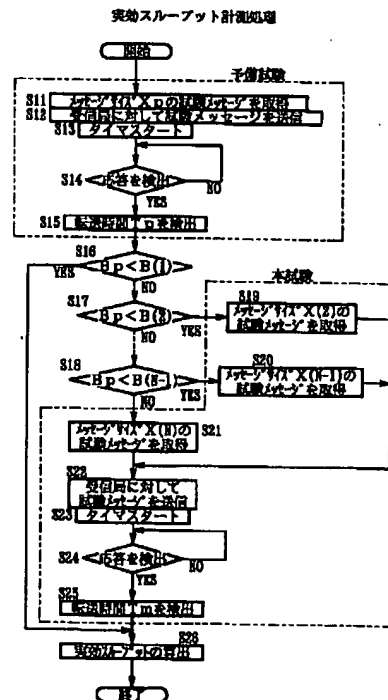 実効スループット計測処理
開始
予備試験
S11
メッセージサイズXpの試験メッセージを取得
S12
受信局に対して試験メッセージを送信
S13
タイマスタート
S14
応答を検出
NO
YES
S15
転送時間Tpを検出
S16
Bp<B(1)
YES
NO
本試験
S17
Bp<B(2)
YES
NO
S19
メッセージサイズX(2)の
試験メッセージを取得
S18
Bp<B(N-1)
YES
NO
S20
メッセージサイズX(N-1)の
試験メッセージを取得
メッセージサイズX(N)の
試験メッセージを取得
S21
S22
受信局に対して
試験メッセージを送信
S23
タイマスタート
S24
応答を検出
NO
YES
S25
転送時間Tmを検出
S26
実効スループットの算出
終了